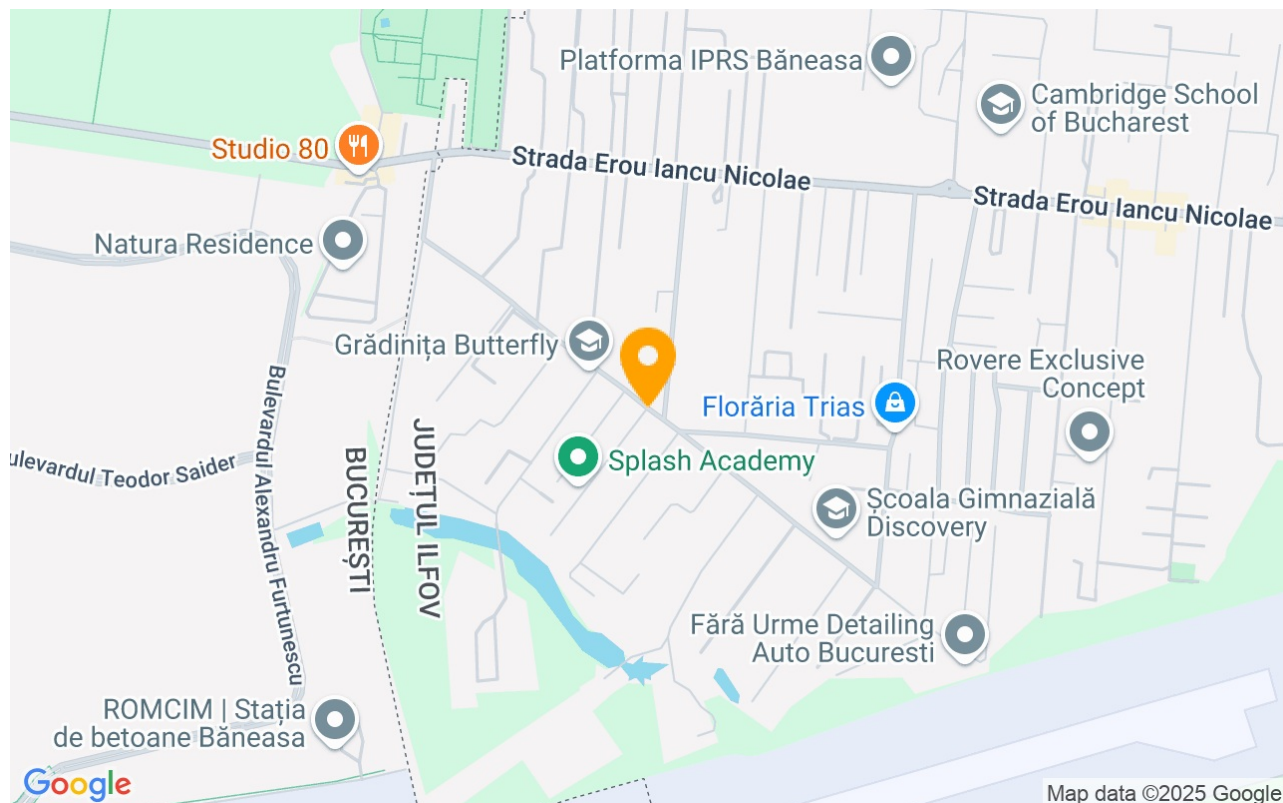 Platforma IPRS Băneasa
Cambridge School
of Bucharest
Studio 80
Strada Erou Iancu Nicolae
Strada Erou Iancu Nicolae
Natura Residence
Grădinița Butterfly
Rovere Exclusive
Concept
Florăria Trias
Bulevardul Alexandru Furtunescu
JUDEȚUL ILFOV
BUCUREȘTI
ulevardul Teodor Saider
Splash Academy
Școala Gimnazială
Discovery
Fără Urme Detailing
Auto Bucuresti
ROMCIM | Stația
de betoane Băneasa
Google
Map data ©2025 Google